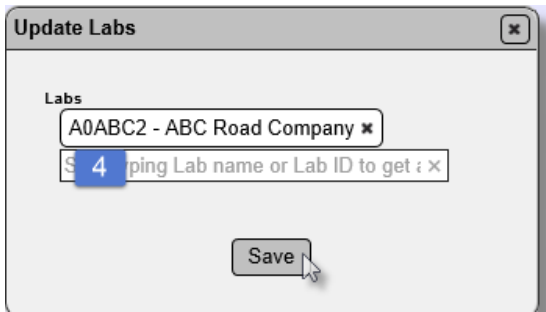 Update Labs
Labs
A0ABC2 - ABC Road Company ×
4
ping Lab name or Lab ID to get ×
Save